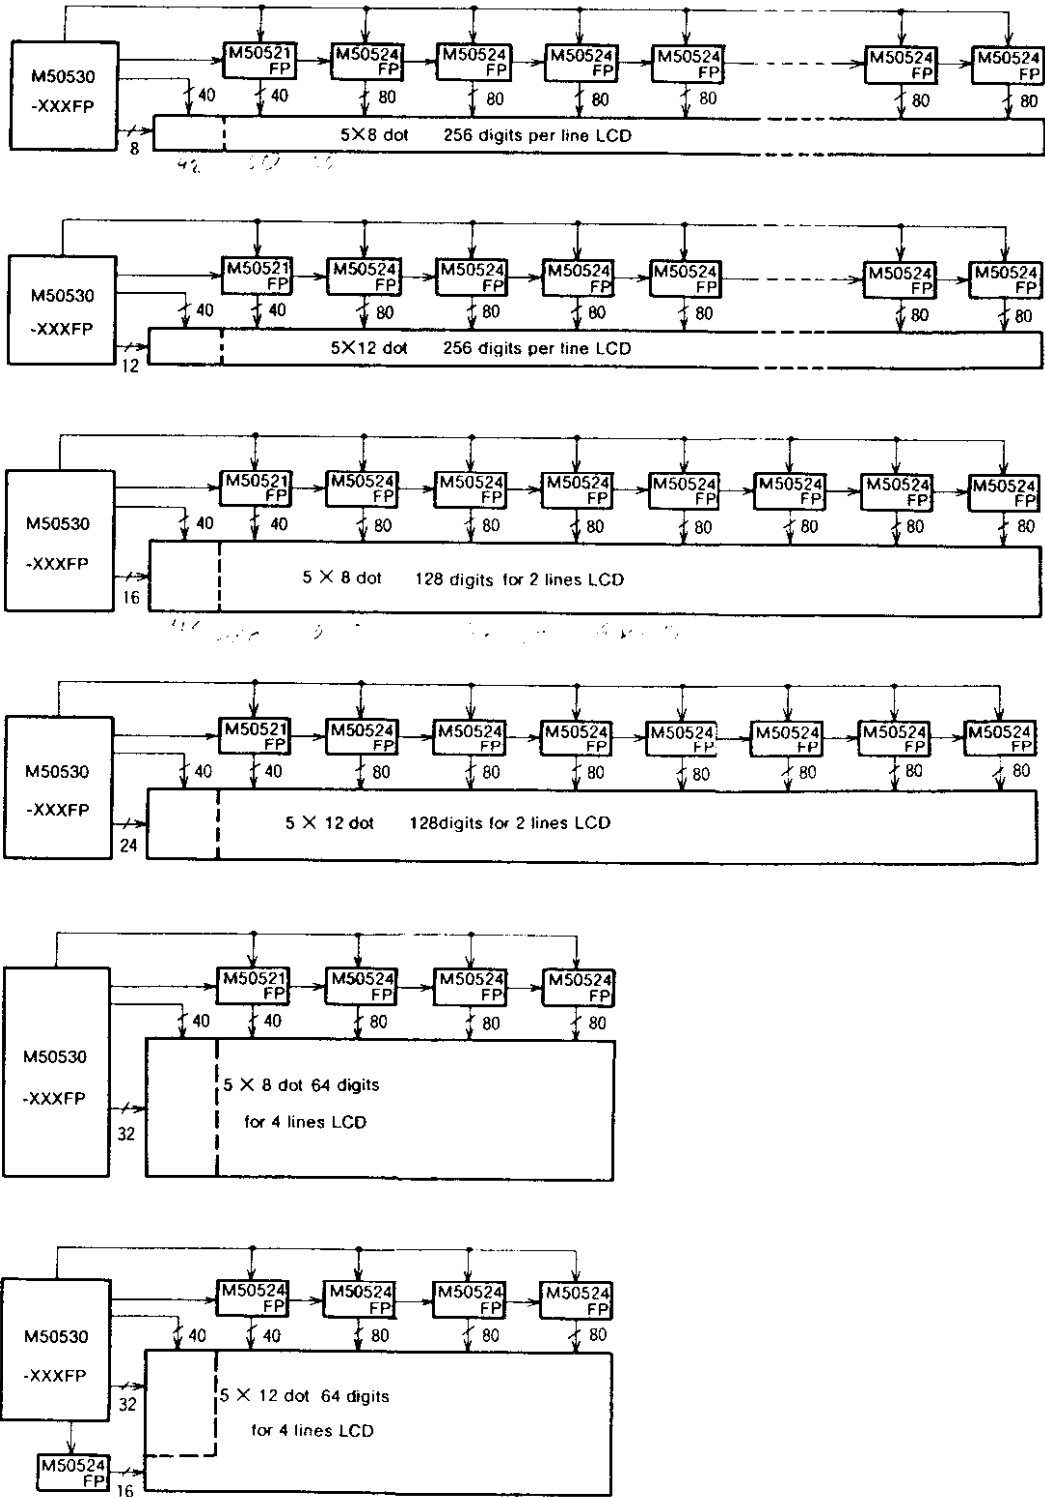 M50530
-XXXFP
M50521
FP
M50524
FP
M50524
FP
M50524
FP
M50524
FP
M50524
FP
M50524
FP
40
40
80
80
80
80
80
80
8
5×8 dot 256 digits per line LCD
42
M50530
-XXXFP
M50521
FP
M50524
FP
M50524
FP
M50524
FP
M50524
FP
M50524
FP
M50524
FP
40
40
80
80
80
80
80
80
12
5×12 dot 256 digits per line LCD
M50530
-XXXFP
M50521
FP
M50524
FP
M50524
FP
M50524
FP
M50524
FP
M50524
FP
M50524
FP
M50524
FP
40
40
80
80
80
80
80
80
80
16
5 × 8 dot 128 digits for 2 lines LCD
M50530
-XXXFP
M50521
FP
M50524
FP
M50524
FP
M50524
FP
M50524
FP
M50524
FP
M50524
FP
M50524
FP
40
40
80
80
80
80
80
80
80
24
5 × 12 dot 128digits for 2 lines LCD
M50530
-XXXFP
M50521
FP
M50524
FP
M50524
FP
M50524
FP
40
40
80
80
80
32
5 × 8 dot 64 digits
for 4 lines LCD
M50530
-XXXFP
M50524
FP
M50524
FP
M50524
FP
M50524
FP
40
40
80
80
80
32
5 × 12 dot 64 digits
for 4 lines LCD
M50524
FP
16